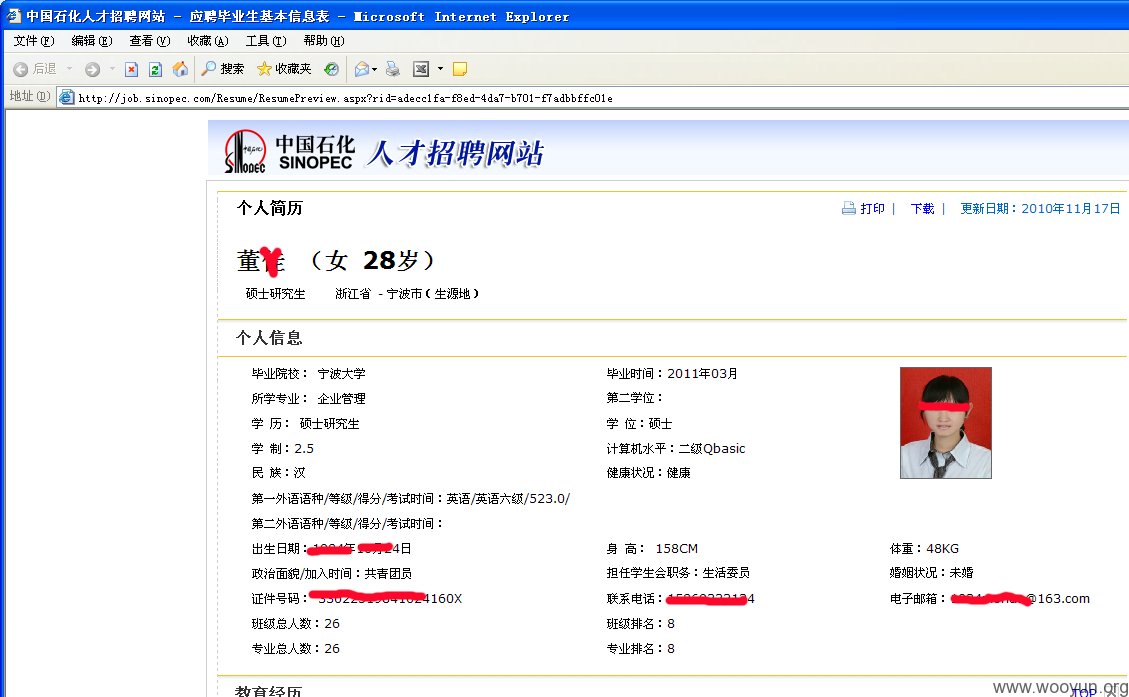 中国石化人才招聘网站 - 应聘毕业生基本信息表 - Microsoft Internet Explorer
文件(F) 编辑(E) 查看(V) 收藏(A) 工具(T) 帮助(H)
后退 搜索 收藏夹
地址(D) http://job.sinopec.com/Resume/ResumePreview.aspx?rid=adecc1fa-f8ed-4da7-b701-f7adbbffc01e
中国石化 SINOPEC 人才招聘网站
个人简历 打印 | 下载 | 更新日期：2010年11月17日
董 （女 28岁）
硕士研究生 浙江省 - 宁波市（生源地）
个人信息
毕业院校： 宁波大学 毕业时间：2011年03月
所学专业： 企业管理 第二学位：
学 历： 硕士研究生 学 位：硕士
学 制：2.5 计算机水平：二级Qbasic
民 族：汉 健康状况：健康
第一外语语种/等级/得分/考试时间：英语/英语六级/523.0/
第二外语语种/等级/得分/考试时间：
出生日期： 年 日 身 高： 158CM 体重：48KG
政治面貌/加入时间：共青团员 担任学生会职务：生活委员 婚姻状况：未婚
证件号码： 联系电话： 电子邮箱： @163.com
班级总人数：26 班级排名：8
专业总人数：26 专业排名：8
教育经历 TOP
www.wooyun.org